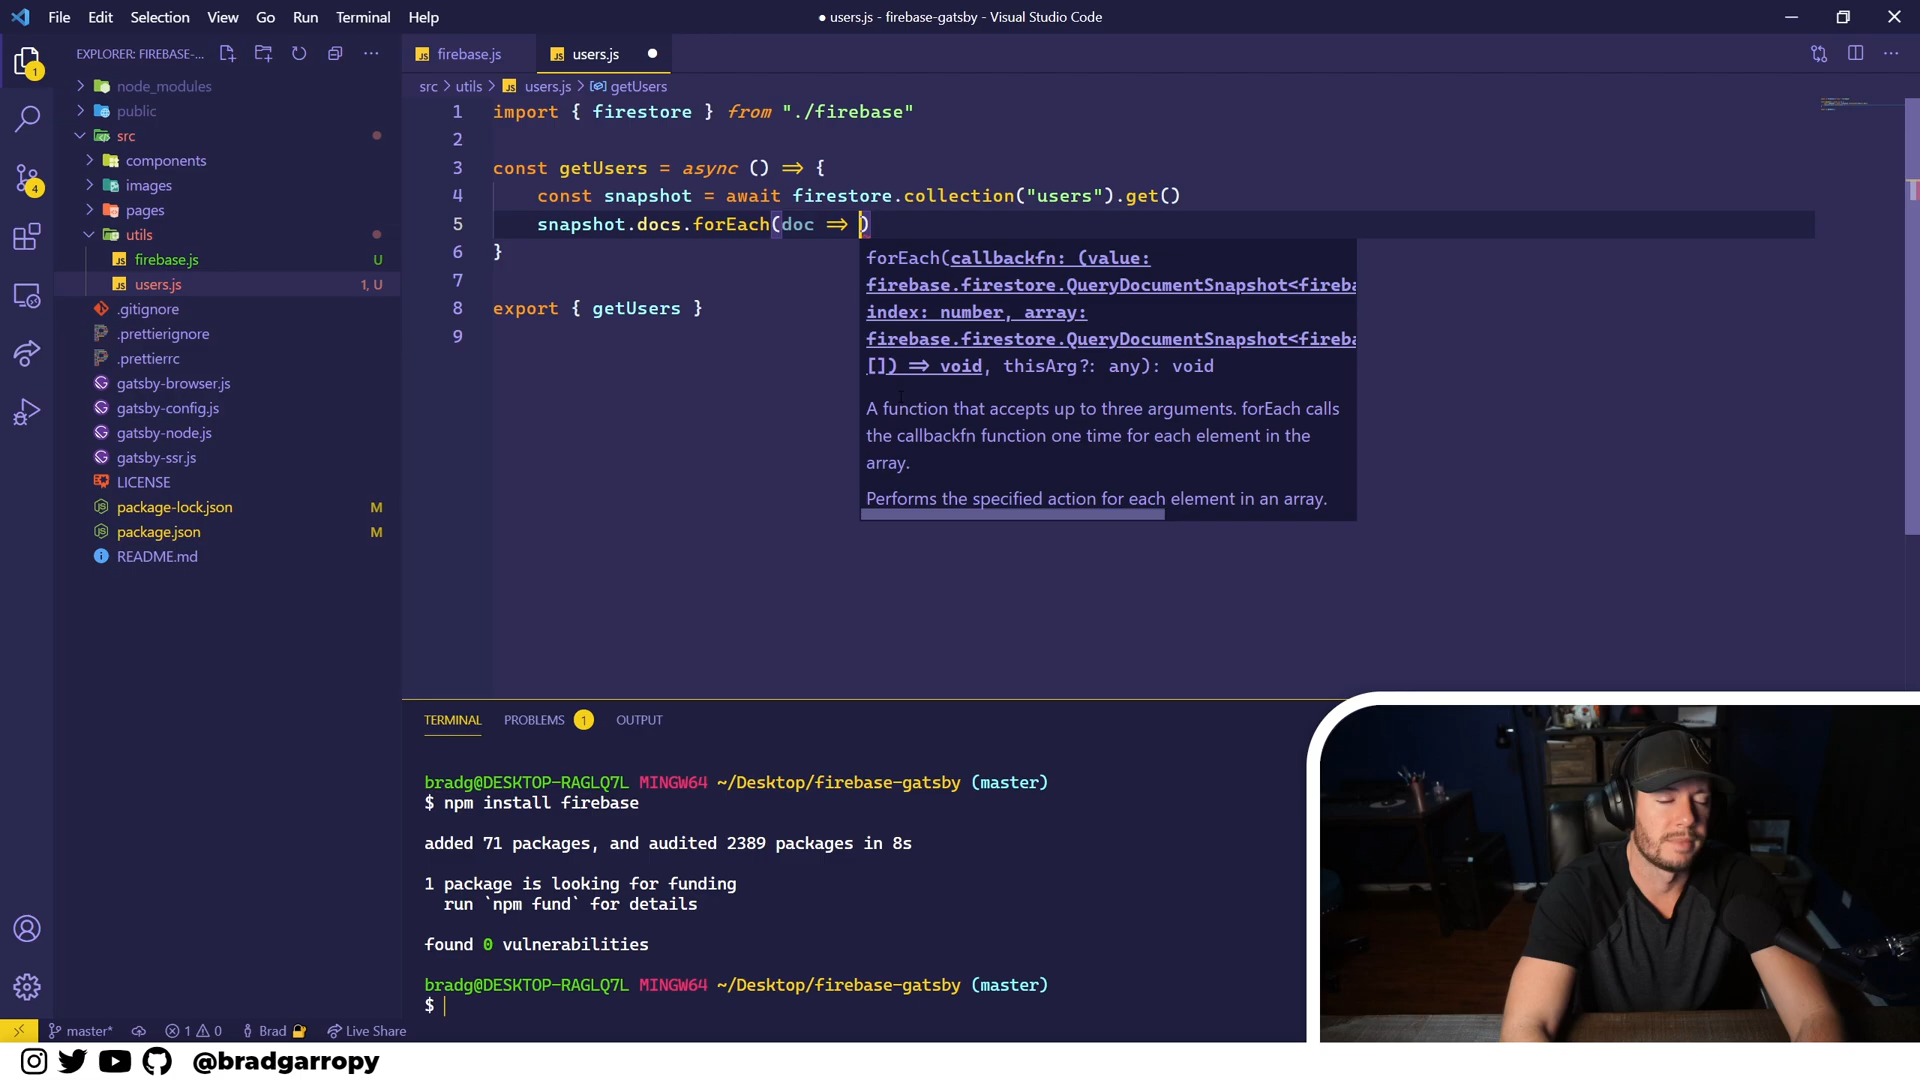 File Edit Selection View Go Run Terminal Help
● users.js - firebase-gatsby - Visual Studio Code
EXPLORER: FIREBASE-...
JS firebase.js
JS users.js ●
src > utils > JS users.js > getUsers
1
4
node_modules
public
src
components
images
pages
utils
JS firebase.js U
JS users.js 1, U
.gitignore
.prettierignore
.prettierrc
gatsby-browser.js
gatsby-config.js
gatsby-node.js
gatsby-ssr.js
LICENSE
package-lock.json M
package.json M
README.md
1 import { firestore } from "./firebase"
2
3 const getUsers = async () => {
4 const snapshot = await firestore.collection("users").get()
5 snapshot.docs.forEach(doc => )
6 }
7
8 export { getUsers }
9
forEach(callbackfn: (value:
firebase.firestore.QueryDocumentSnapshot<fireba
index: number, array:
firebase.firestore.QueryDocumentSnapshot<fireba
[]) => void, thisArg?: any): void
A function that accepts up to three arguments. forEach calls
the callbackfn function one time for each element in the
array.
Performs the specified action for each element in an array.
TERMINAL PROBLEMS 1 OUTPUT
bradg@DESKTOP-RAGLQ7L MINGW64 ~/Desktop/firebase-gatsby (master)
$ npm install firebase
added 71 packages, and audited 2389 packages in 8s
1 package is looking for funding
run `npm fund` for details
found 0 vulnerabilities
bradg@DESKTOP-RAGLQ7L MINGW64 ~/Desktop/firebase-gatsby (master)
$
master* 1 0 Brad Live Share
@bradgarropy